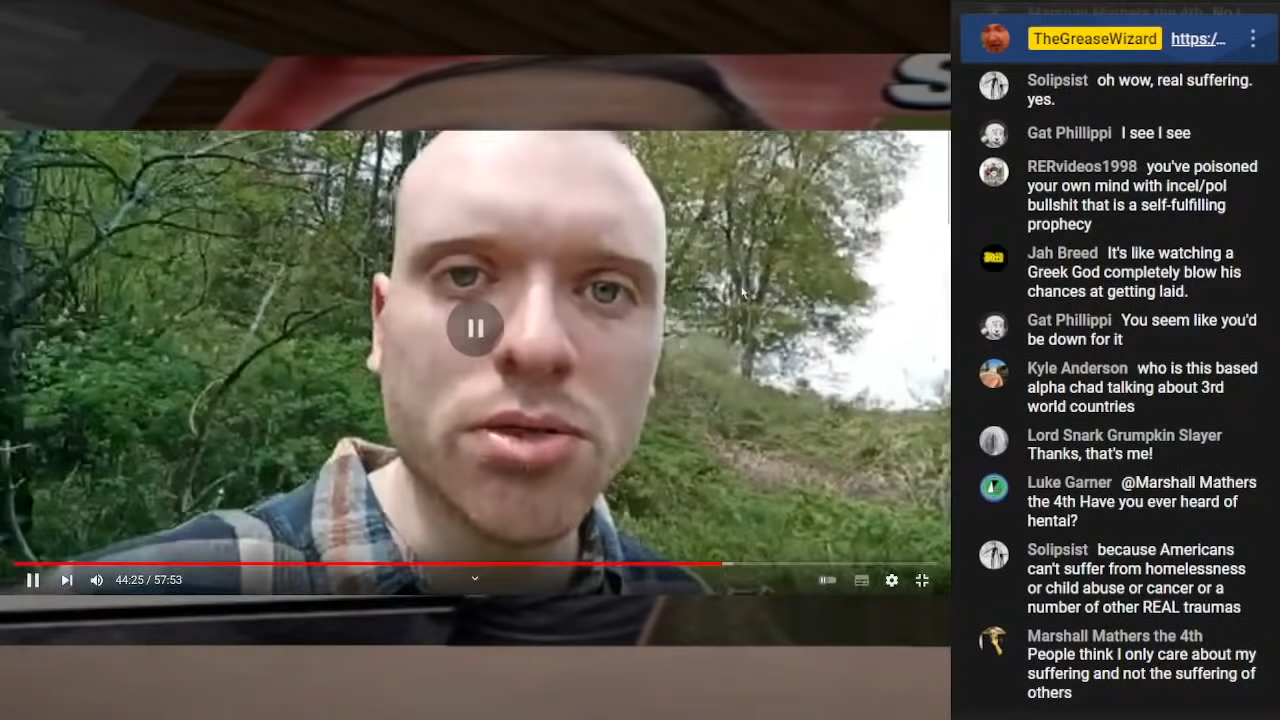 Marshall Mathers the 4th No I
TheGreaseWizard https:/...
S
Solipsist oh wow, real suffering.
yes.
Gat Phillippi I see I see
RERvideos1998 you've poisoned
your own mind with incel/pol
bullshit that is a self-fulfilling
prophecy
Jah Breed It's like watching a
Greek God completely blow his
chances at getting laid.
Gat Phillippi You seem like you'd
be down for it
Kyle Anderson who is this based
alpha chad talking about 3rd
world countries
Lord Snark Grumpkin Slayer
Thanks, that's me!
Luke Garner @Marshall Mathers
the 4th Have you ever heard of
hentai?
Solipsist because Americans
can't suffer from homelessness
or child abuse or cancer or a
number of other REAL traumas
Marshall Mathers the 4th
People think I only care about my
suffering and not the suffering of
others
44:25 / 57:53